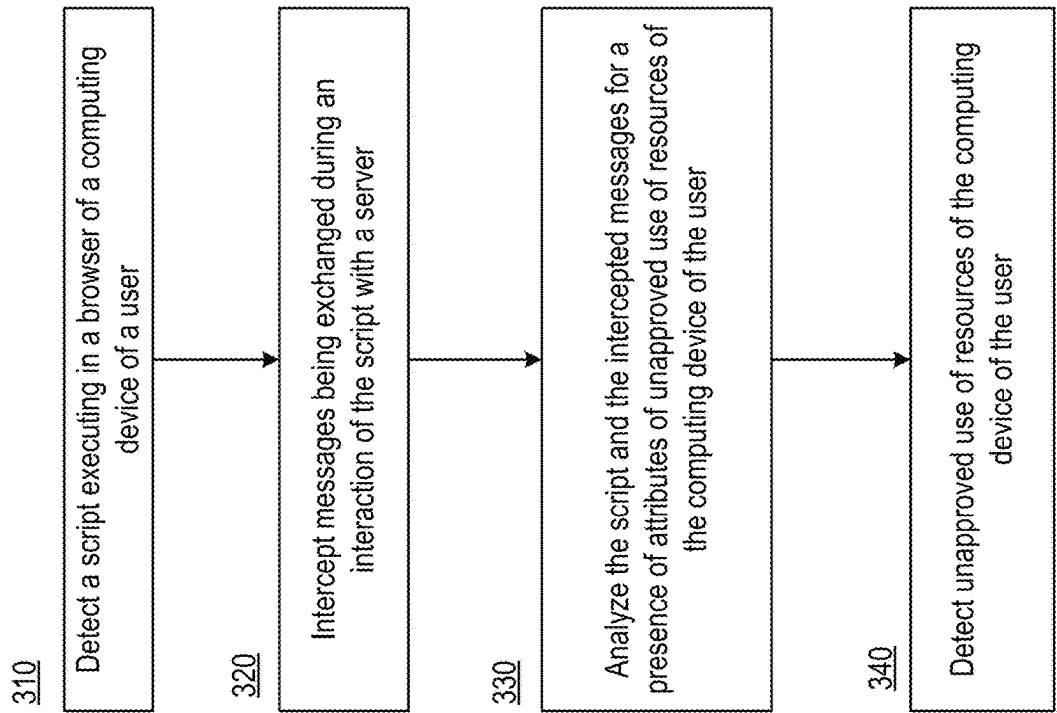 310
Detect a script executing in a browser of a computing
device of a user
320
Intercept messages being exchanged during an
interaction of the script with a server
330
Analyze the script and the intercepted messages for a
presence of attributes of unapproved use of resources of
the computing device of the user
340
Detect unapproved use of resources of the computing
device of the user